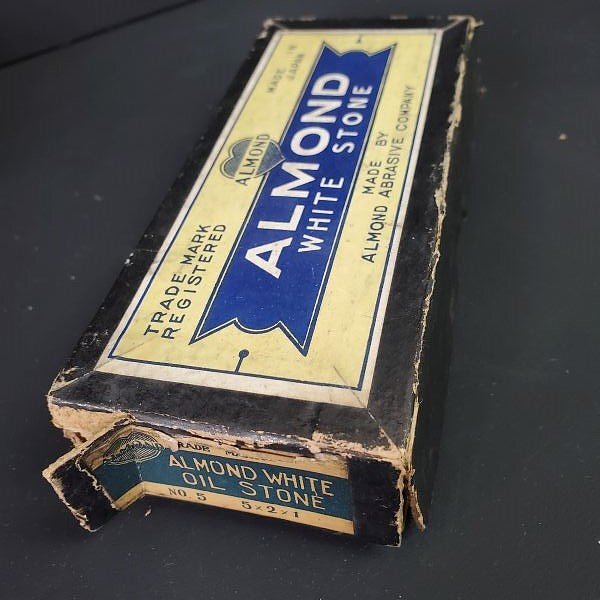 MADE IN
JAPAN
ALMOND
ALMOND
WHITE STONE
MADE BY
ALMOND ABRASIVE COMPANY
TRADE MARK
REGISTERED
TRADE
ALMOND WHITE
OIL STONE
NO. 5 5×2×1